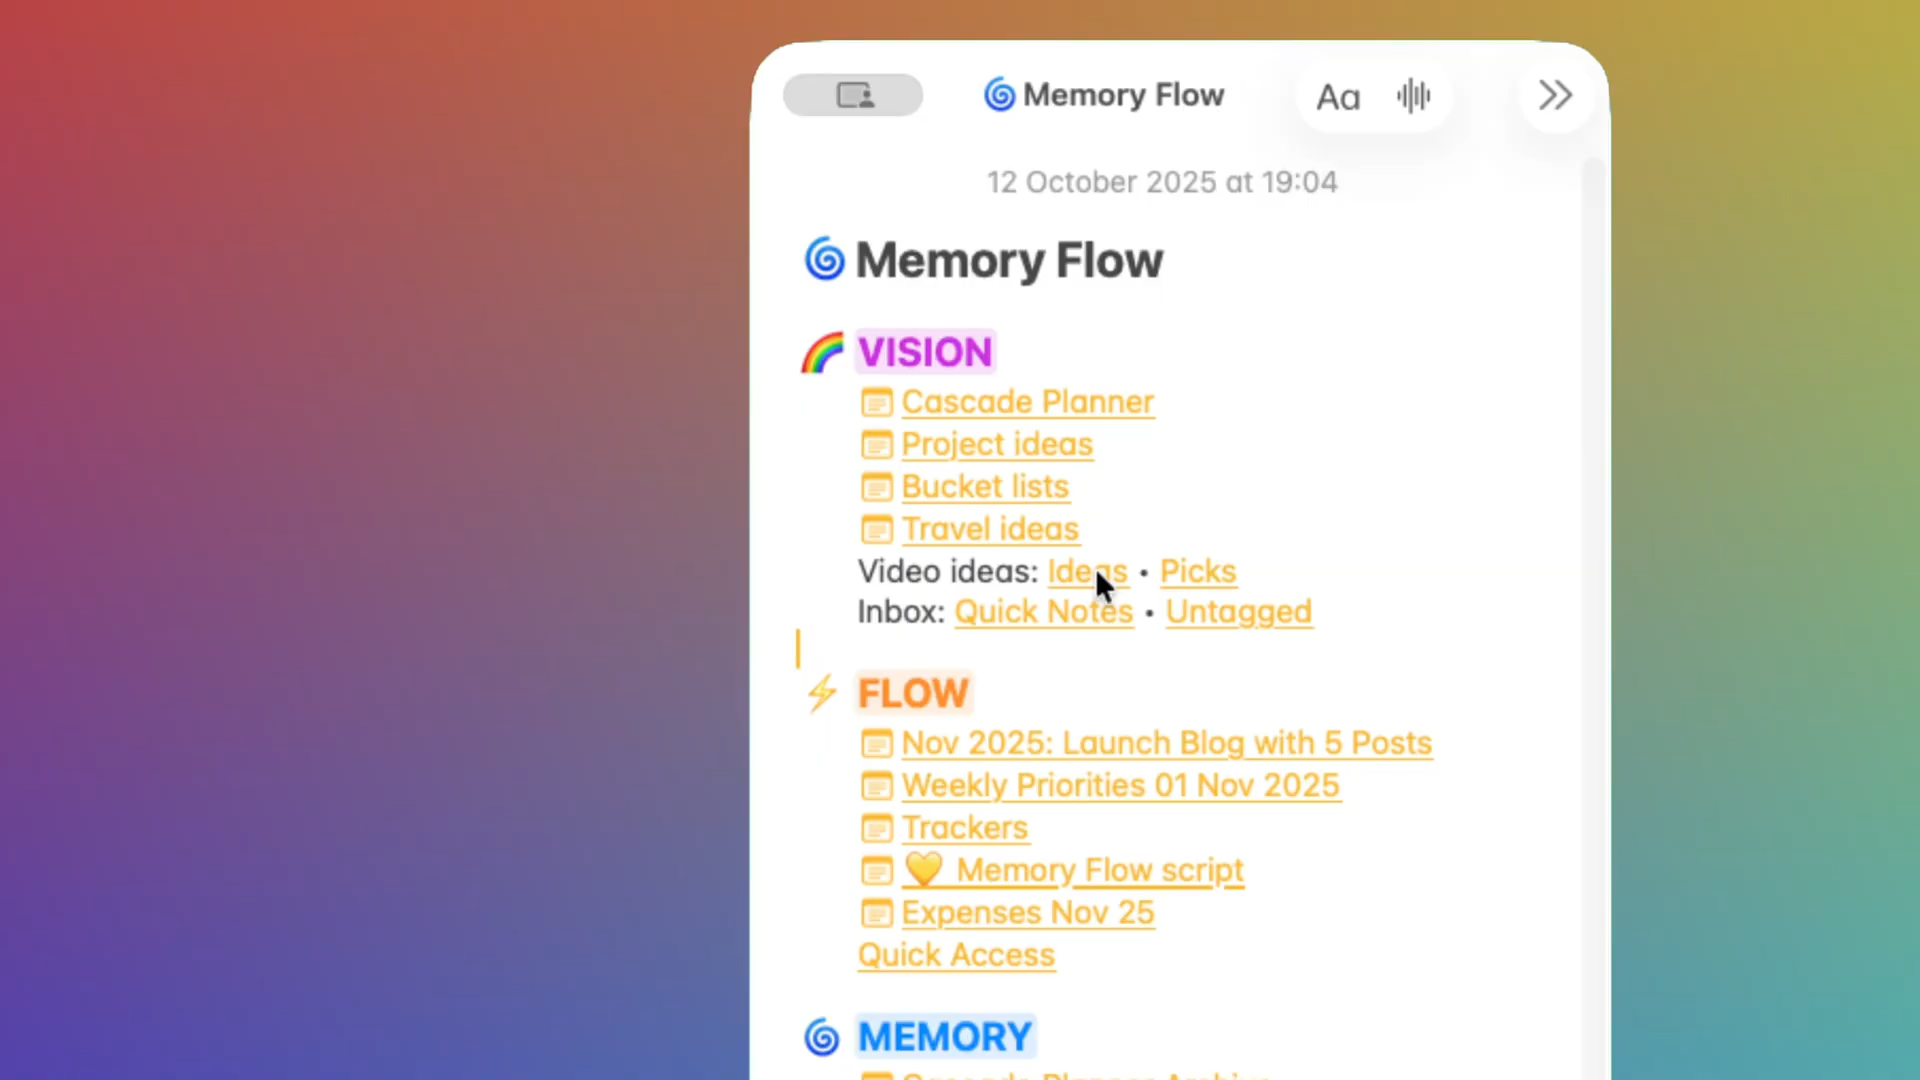 🌀 Memory Flow
Aa
12 October 2025 at 19:04
🌀 Memory Flow
🌈 VISION
Cascade Planner
Project ideas
Bucket lists
Travel ideas
Video ideas: Ideas • Picks
Inbox: Quick Notes • Untagged
⚡ FLOW
Nov 2025: Launch Blog with 5 Posts
Weekly Priorities 01 Nov 2025
Trackers
💛 Memory Flow script
Expenses Nov 25
Quick Access
🌀 MEMORY